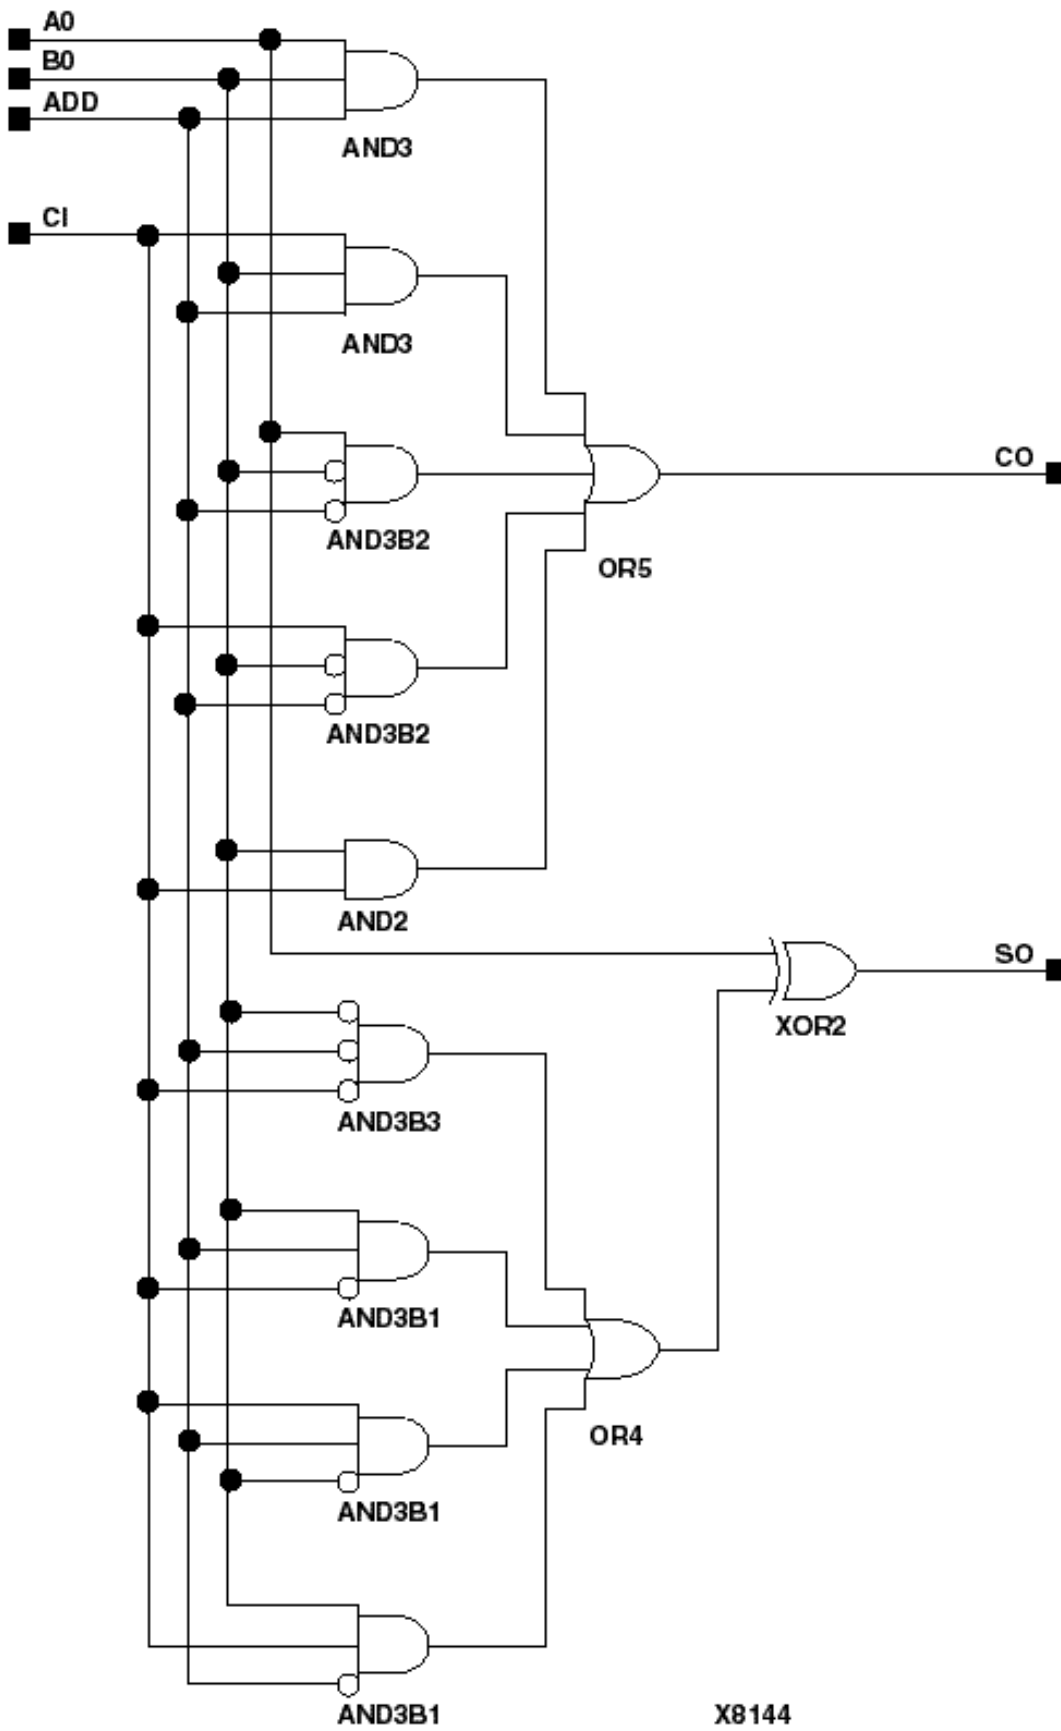 A0
B0
ADD
AND3
CI
AND3
AND3B2
CO
OR5
AND3B2
AND2
SO
XOR2
AND3B3
AND3B1
OR4
AND3B1
AND3B1
X8144